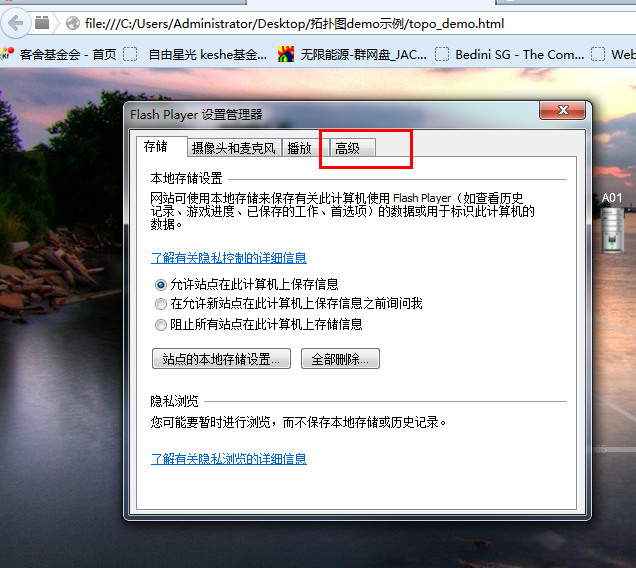 file:///C:/Users/Administrator/Desktop/拓扑图demo示例/topo_demo.html
客舍基金会 - 首页
自由星光 keshe基金会...
无限能源-群网盘_JAC...
Bedini SG - The Com...
Web
Flash Player 设置管理器
存储
摄像头和麦克风
播放
高级
本地存储设置
网站可使用本地存储来保存有关此计算机使用 Flash Player（如查看历史
记录、游戏进度、已保存的工作、首选项）的数据或用于标识此计算机的
数据。
了解有关隐私控制的详细信息
允许站点在此计算机上保存信息
在允许新站点在此计算机上保存信息之前询问我
阻止所有站点在此计算机上存储信息
站点的本地存储设置...
全部删除...
隐私浏览
您可能要暂时进行浏览，而不保存本地存储或历史记录。
了解有关隐私浏览的详细信息
A01